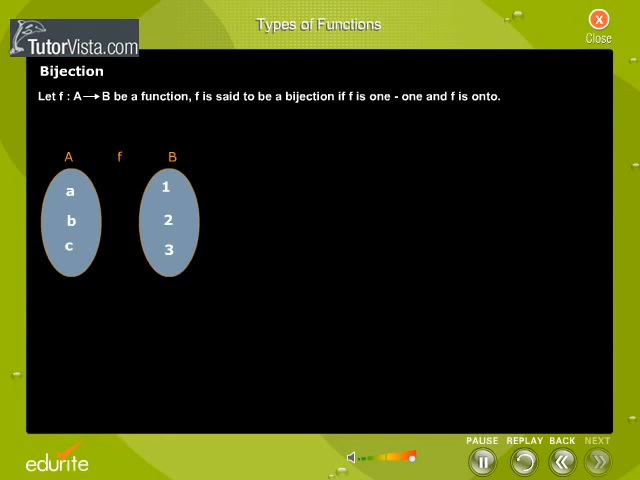 Types of Functions
Close
TutorVista.com
Bijection
Let f : A→B be a function, f is said to be a bijection if f is one - one and f is onto.
A f B
a 1
b 2
c 3
PAUSE REPLAY BACK NEXT
edurite